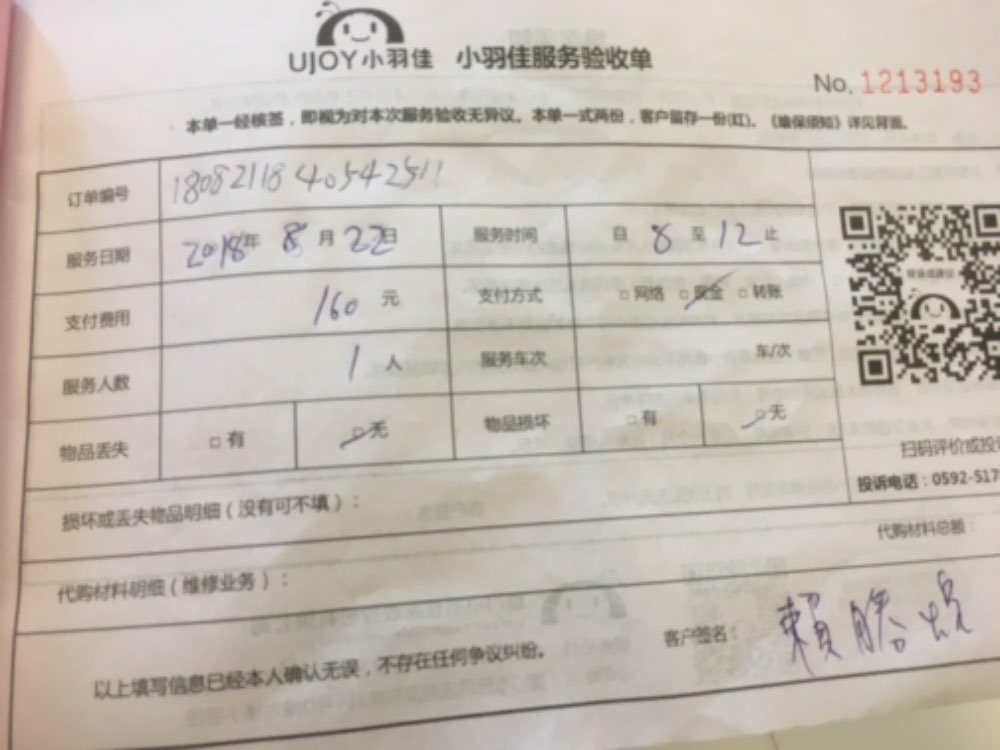 UJOY小羽佳 小羽佳服务验收单
No. 1213193
本单一经核签，即视为对本次服务验收无异议。本单一式两份，客户留存一份(红)、《维保须知》详见背面。
订单编号 1808211840542511
服务日期 2018年 8 月 22日 服务时间 自 8 至 12 止
支付费用 160 元 支付方式 □网络 □现金 □转账
服务人数 1 人 服务车次 车/次
物品丢失 □有 □无 物品损坏 □有 □无
扫码评价或投
投诉电话：0592-517
损坏或丢失物品明细（没有可不填）：
代购材料总额：
代购材料明细（维修业务）：
客户签名：賴勝
以上填写信息已经本人确认无误，不存在任何争议纠纷。